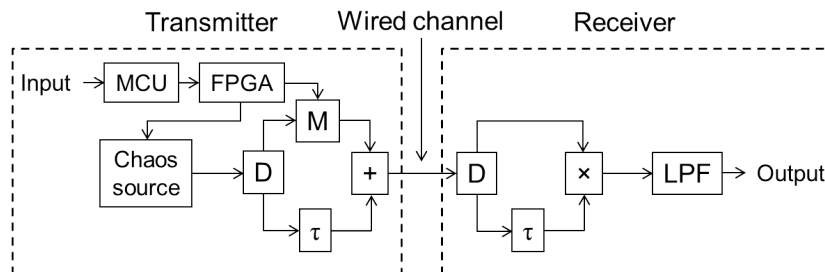 Transmitter
Wired channel
Receiver
Input
MCU
FPGA
M
Chaos
source
D
+
τ
D
×
τ
LPF
Output